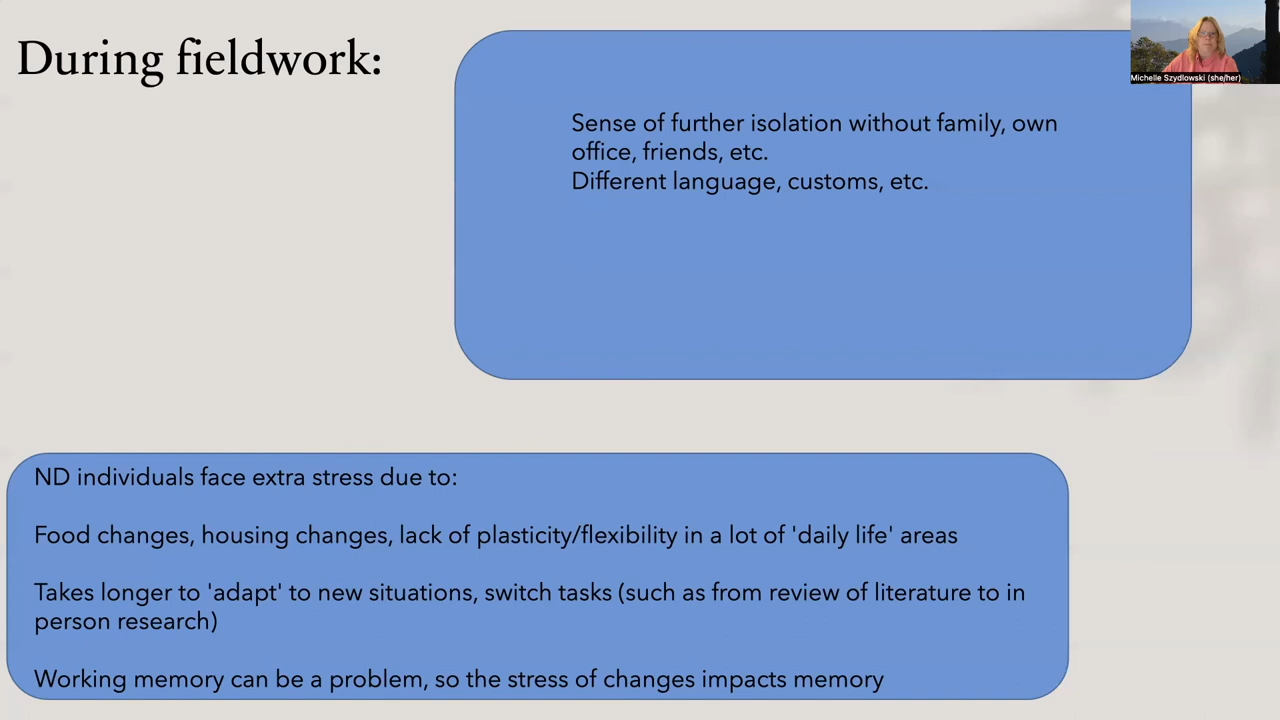 During fieldwork:
Michelle Szydlowski (she/her)
Sense of further isolation without family, own
office, friends, etc.
Different language, customs, etc.
ND individuals face extra stress due to:
Food changes, housing changes, lack of plasticity/flexibility in a lot of 'daily life' areas
Takes longer to 'adapt' to new situations, switch tasks (such as from review of literature to in
person research)
Working memory can be a problem, so the stress of changes impacts memory